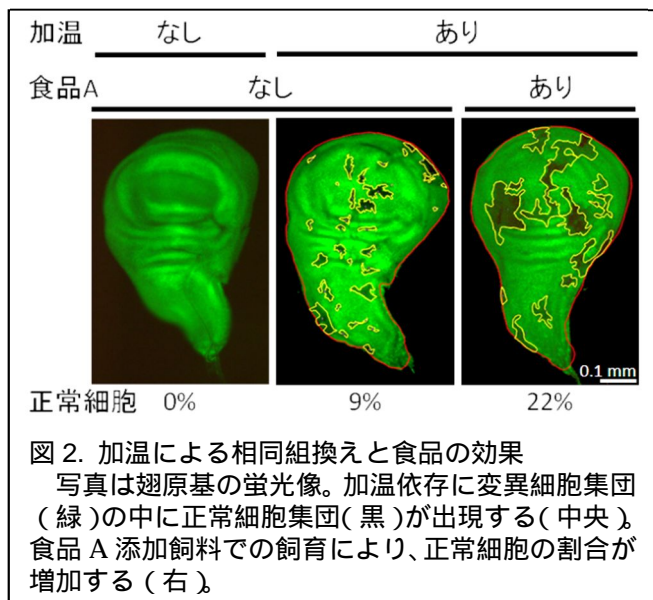 加温 なし あり
食品A なし あり
0.1 mm
正常細胞 0% 9% 22%
図 2. 加温による相同組換えと食品の効果
写真は翅原基の蛍光像。加温依存に変異細胞集団
（緑）の中に正常細胞集団（黒）が出現する（中央）。
食品 A 添加飼料での飼育により、正常細胞の割合が
増加する（右）。